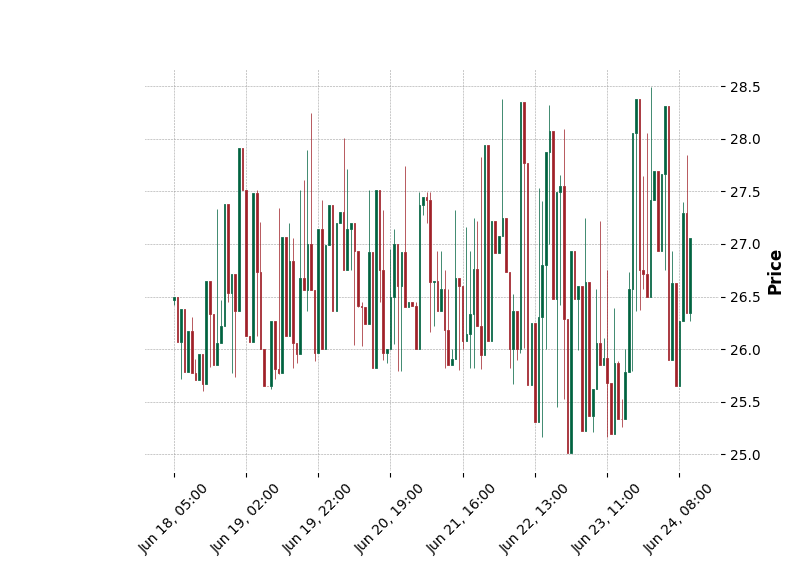 28.5
28.0
27.5
27.0
26.5
26.0
25.5
25.0
Price
Jun 18, 05:00
Jun 19, 02:00
Jun 19, 22:00
Jun 20, 19:00
Jun 21, 16:00
Jun 22, 13:00
Jun 23, 11:00
Jun 24, 08:00